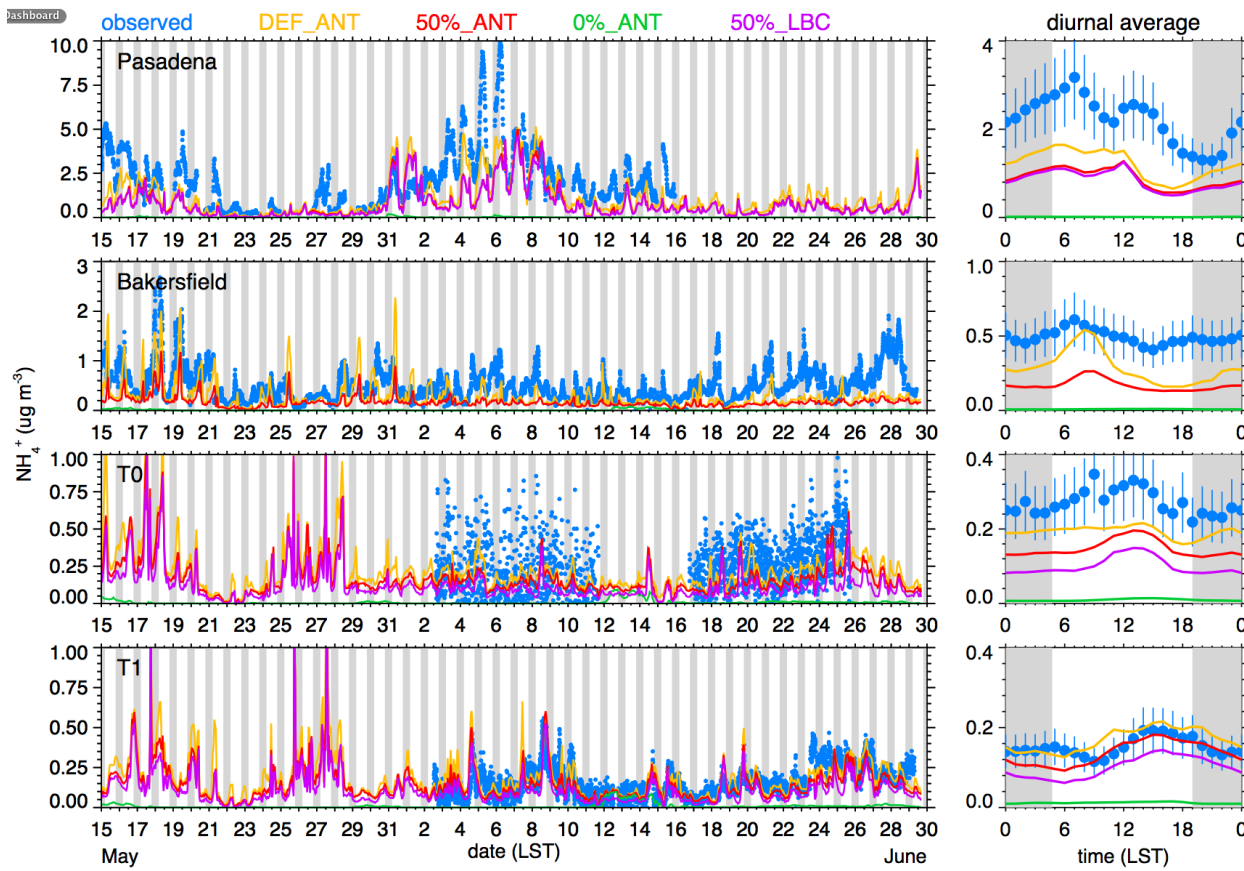 Dashboard
observed DEF_ANT 50%_ANT 0%_ANT 50%_LBC diurnal average
Pasadena
10.0
7.5
5.0
2.5
0.0
15 17 19 21 23 25 27 29 31 2 4 6 8 10 12 14 16 18 20 22 24 26 28 30
4
2
0
0 6 12 18 0
Bakersfield
3
2
1
0
15 17 19 21 23 25 27 29 31 2 4 6 8 10 12 14 16 18 20 22 24 26 28 30
1.0
0.5
0.0
0 6 12 18 0
NH₄⁺ (ug m⁻³)
T0
1.00
0.75
0.50
0.25
0.00
15 17 19 21 23 25 27 29 31 2 4 6 8 10 12 14 16 18 20 22 24 26 28 30
0.4
0.2
0.0
0 6 12 18 0
T1
1.00
0.75
0.50
0.25
0.00
15 17 19 21 23 25 27 29 31 2 4 6 8 10 12 14 16 18 20 22 24 26 28 30
0.4
0.2
0.0
0 6 12 18 0
May date (LST) June time (LST)